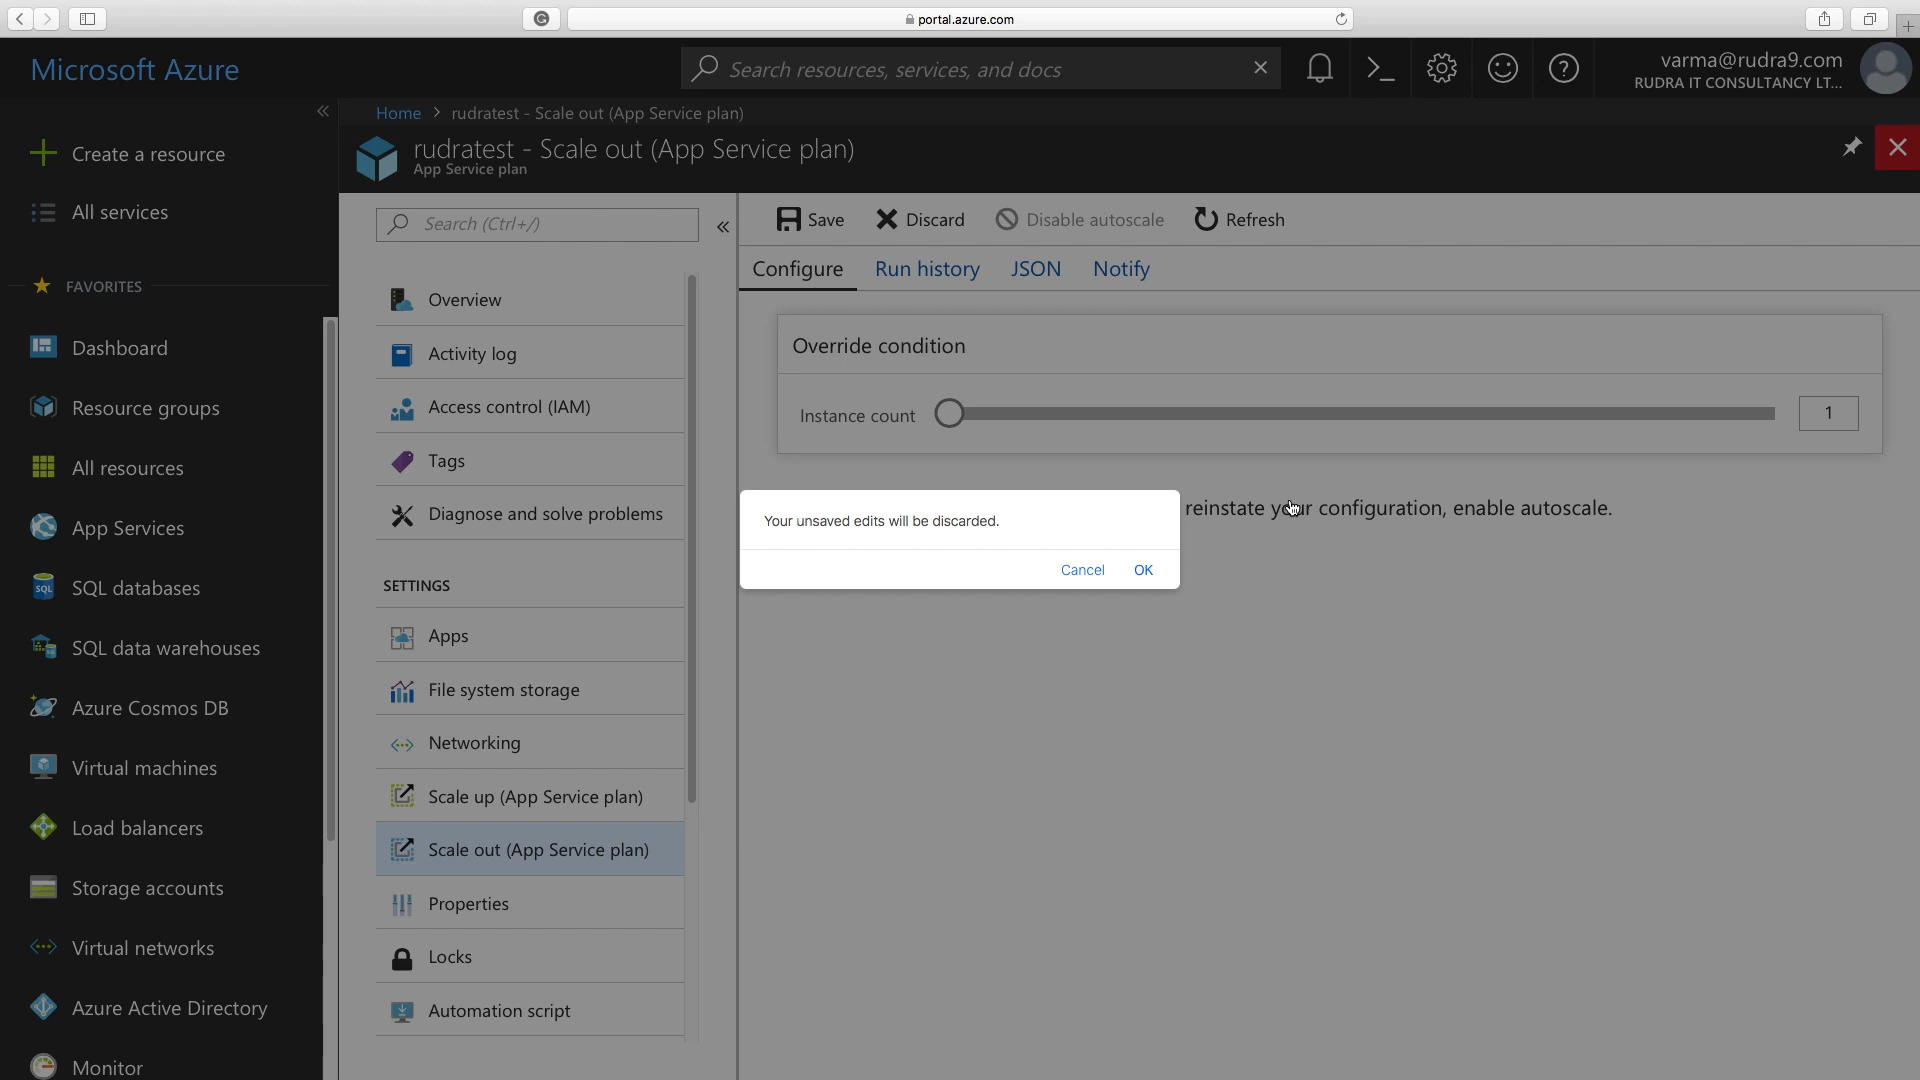 portal.azure.com
Microsoft Azure
Search resources, services, and docs
varma@rudra9.com
RUDRA IT CONSULTANCY LT...
Home > rudratest - Scale out (App Service plan)
rudratest - Scale out (App Service plan)
App Service plan
Create a resource
All services
FAVORITES
Dashboard
Resource groups
All resources
App Services
SQL databases
SQL data warehouses
Azure Cosmos DB
Virtual machines
Load balancers
Storage accounts
Virtual networks
Azure Active Directory
Monitor
Search (Ctrl+/)
Overview
Activity log
Access control (IAM)
Tags
Diagnose and solve problems
SETTINGS
Apps
File system storage
Networking
Scale up (App Service plan)
Scale out (App Service plan)
Properties
Locks
Automation script
Save Discard Disable autoscale Refresh
Configure Run history JSON Notify
Override condition
Instance count 1
reinstate your configuration, enable autoscale.
Your unsaved edits will be discarded.
Cancel OK